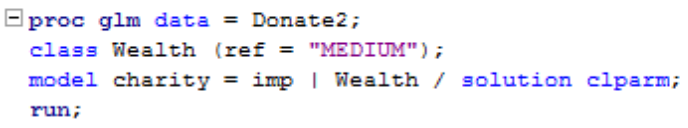 proc glm data = Donate2;
class Wealth (ref = "MEDIUM");
model charity = imp | Wealth / solution clparm;
run;